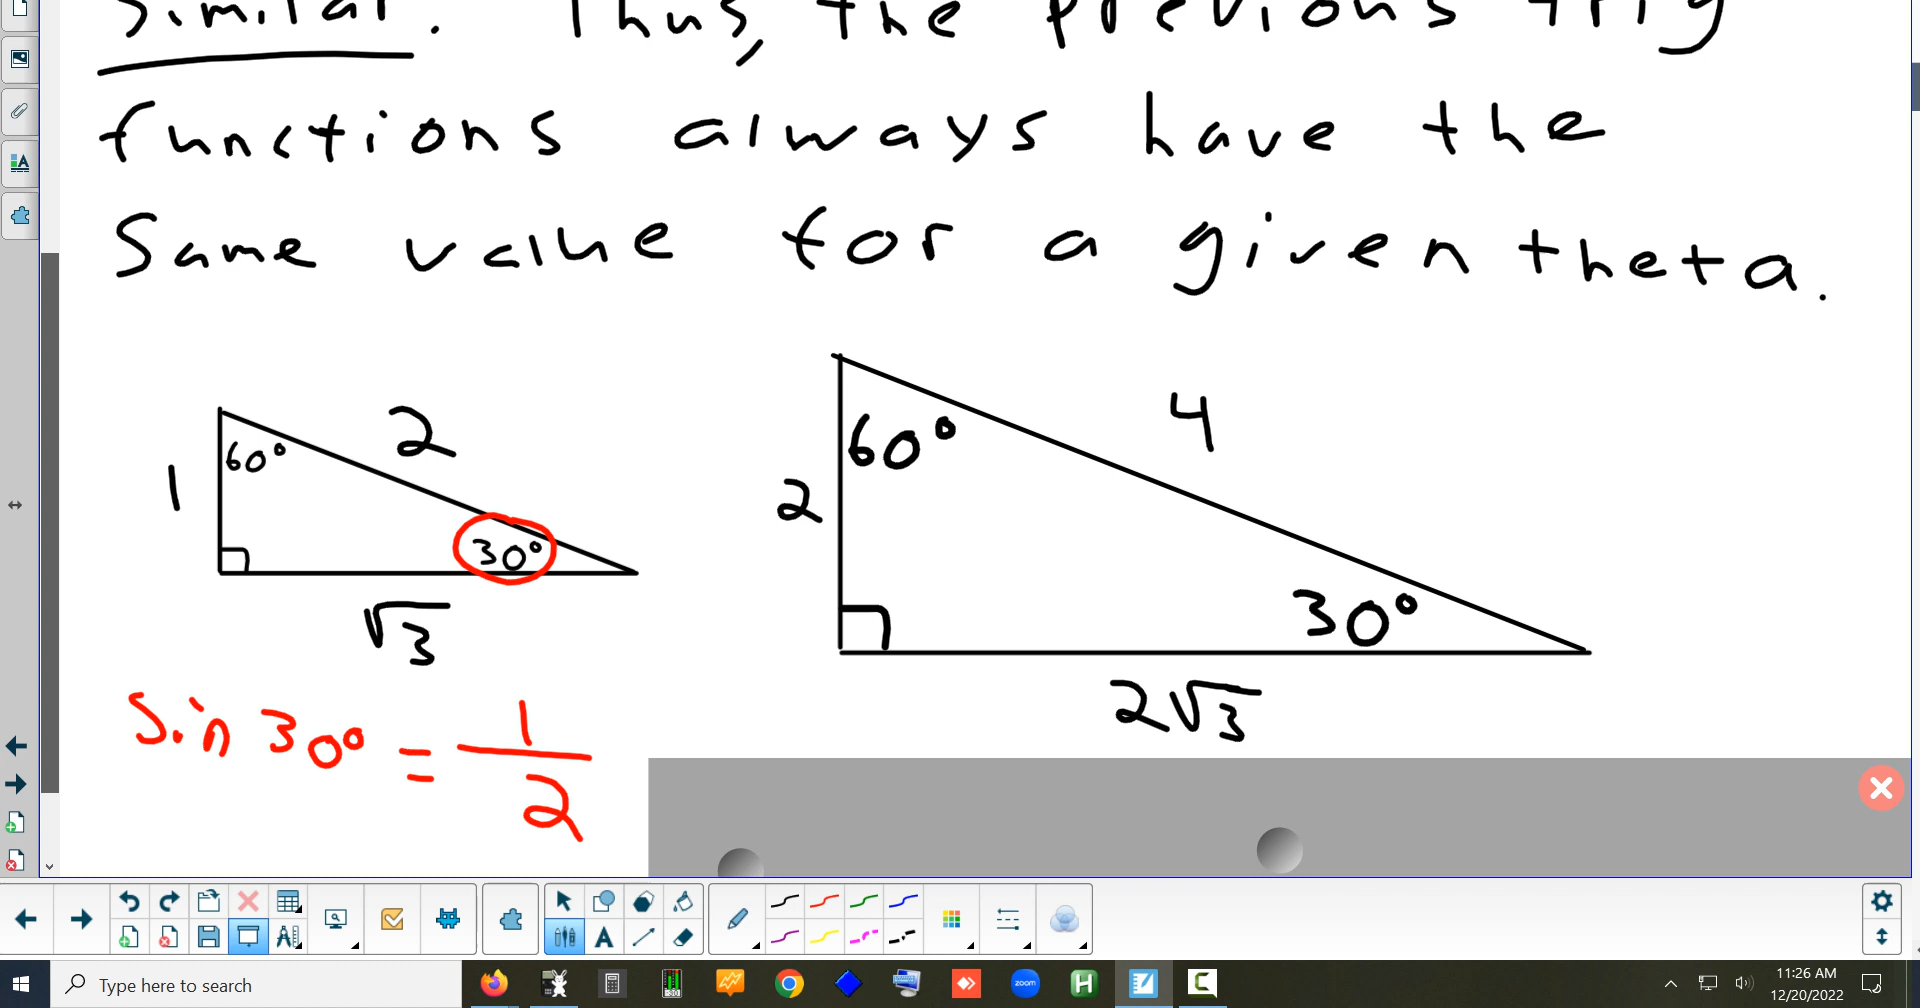 similar. Thus, the previous trig
functions always have the
same value for a given theta.
60°
2
1
30°
√3
60°
4
2
30°
2√3
Sin 30° = 1/2
Type here to search
zoom
11:26 AM
12/20/2022